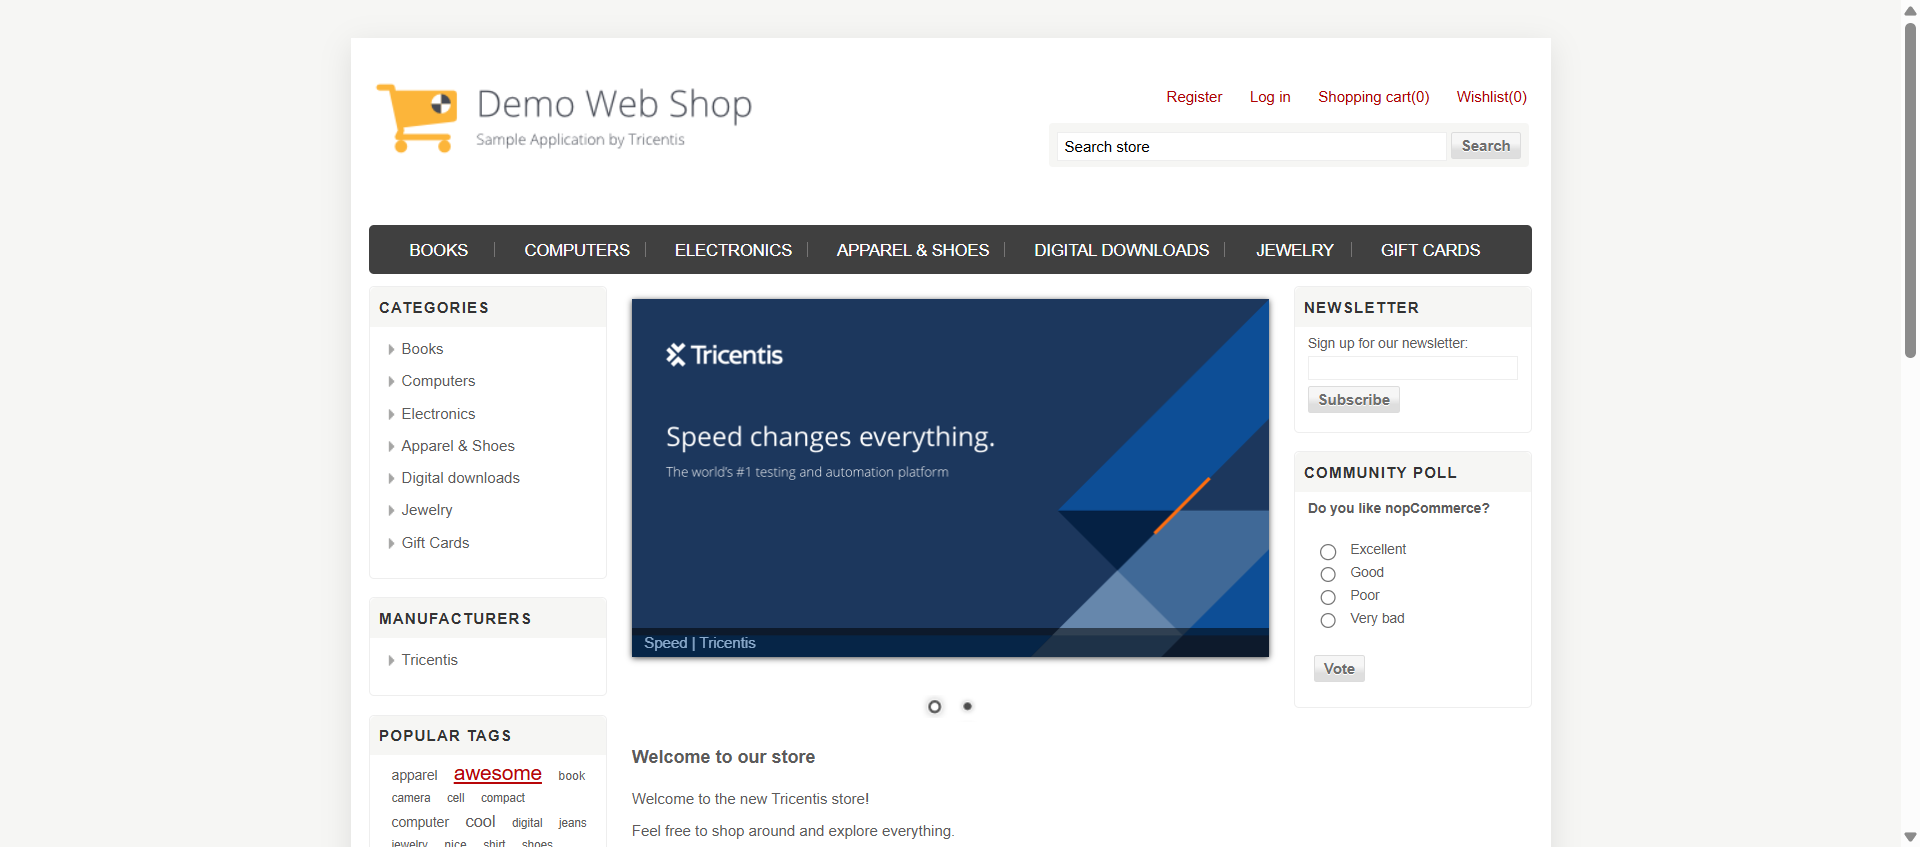 Demo Web Shop
Sample Application by Tricentis
Register Log in Shopping cart(0) Wishlist(0)
Search store Search
BOOKS COMPUTERS ELECTRONICS APPAREL & SHOES DIGITAL DOWNLOADS JEWELRY GIFT CARDS
CATEGORIES
Books
Computers
Electronics
Apparel & Shoes
Digital downloads
Jewelry
Gift Cards
MANUFACTURERS
Tricentis
POPULAR TAGS
apparel awesome book
camera cell compact
computer cool digital jeans
jewelry nice shirt shoes
Tricentis
Speed changes everything.
The world's #1 testing and automation platform
Speed | Tricentis
Welcome to our store
Welcome to the new Tricentis store!
Feel free to shop around and explore everything.
NEWSLETTER
Sign up for our newsletter:
Subscribe
COMMUNITY POLL
Do you like nopCommerce?
Excellent
Good
Poor
Very bad
Vote